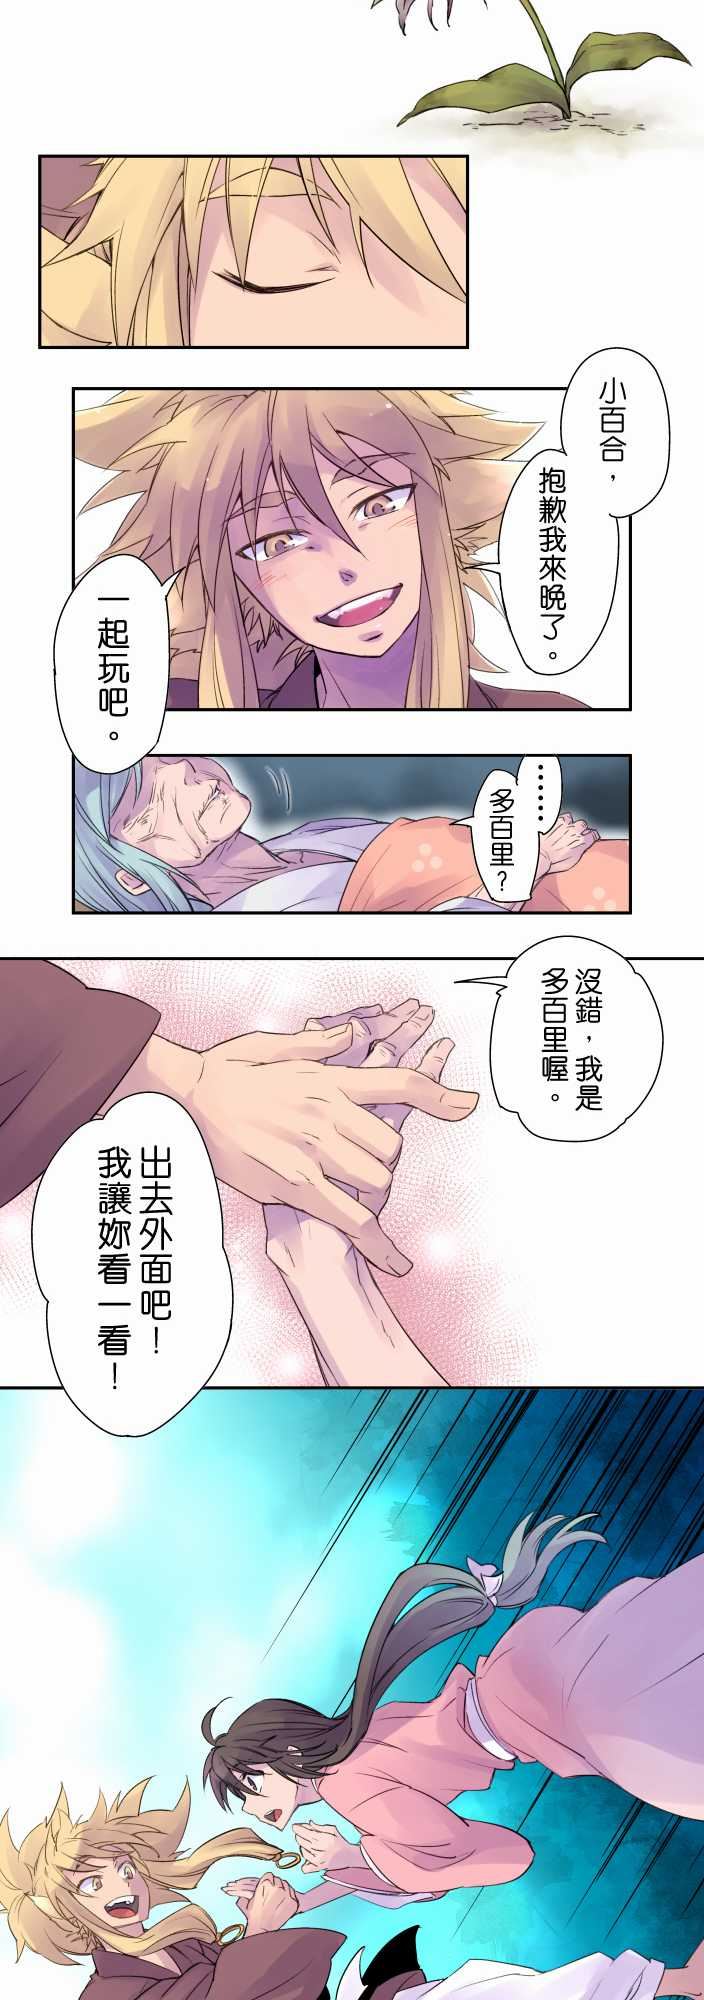 小百合，
抱歉我來晚了。
一起玩吧。
⋯⋯
多百里？
沒錯，我是
多百里喔。
出去外面吧！
我讓妳看一看！